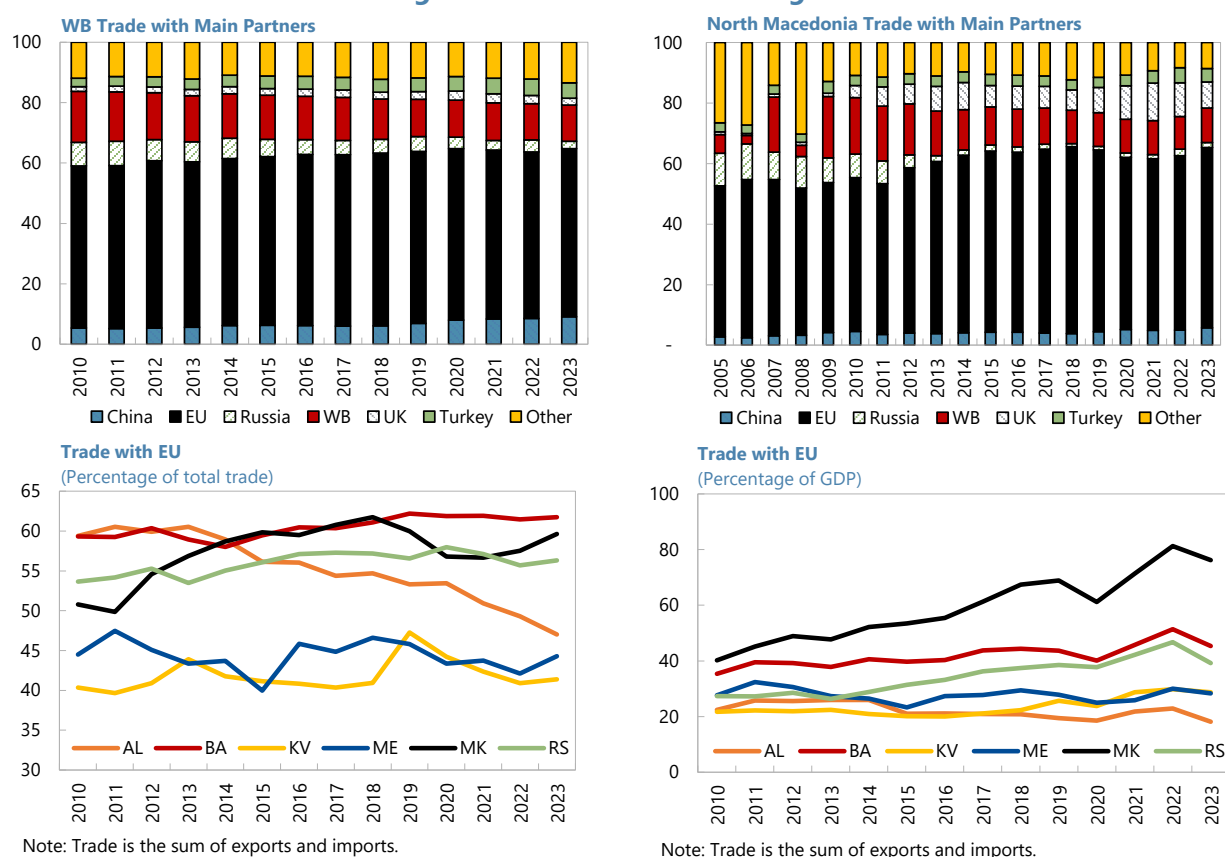 WB Trade with Main Partners
100
80
60
40
20
0
2010 2011 2012 2013 2014 2015 2016 2017 2018 2019 2020 2021 2022 2023
China EU Russia WB UK Turkey Other
North Macedonia Trade with Main Partners
100
80
60
40
20
-
2005 2006 2007 2008 2009 2010 2011 2012 2013 2014 2015 2016 2017 2018 2019 2020 2021 2022 2023
China EU Russia WB UK Turkey Other
Trade with EU
(Percentage of total trade)
65
60
55
50
45
40
35
30
AL BA KV ME MK RS
2010 2011 2012 2013 2014 2015 2016 2017 2018 2019 2020 2021 2022 2023
Note: Trade is the sum of exports and imports.
Trade with EU
(Percentage of GDP)
100
80
60
40
20
0
AL BA KV ME MK RS
2010 2011 2012 2013 2014 2015 2016 2017 2018 2019 2020 2021 2022 2023
Note: Trade is the sum of exports and imports.